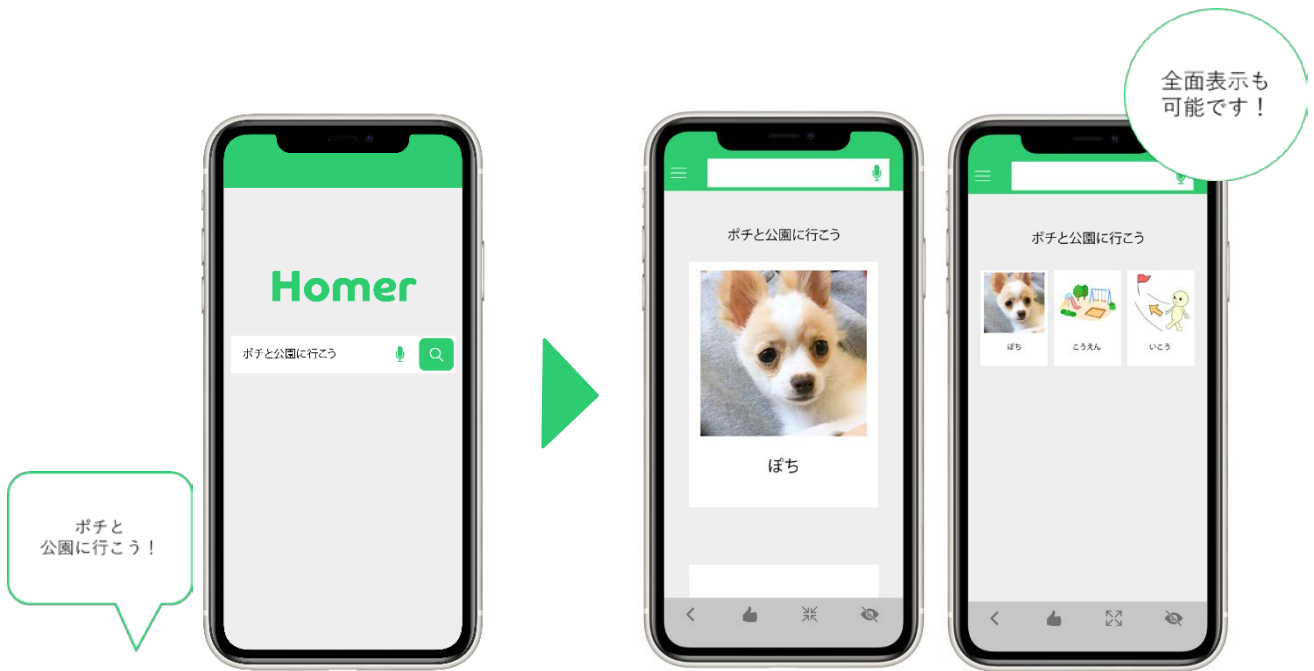 全面表示も
可能です！
Homer
ポチと公園に行こう
ポチと
公園に行こう！
ポチと公園に行こう
ぽち
ポチと公園に行こう
ぽち
こうえん
いこう